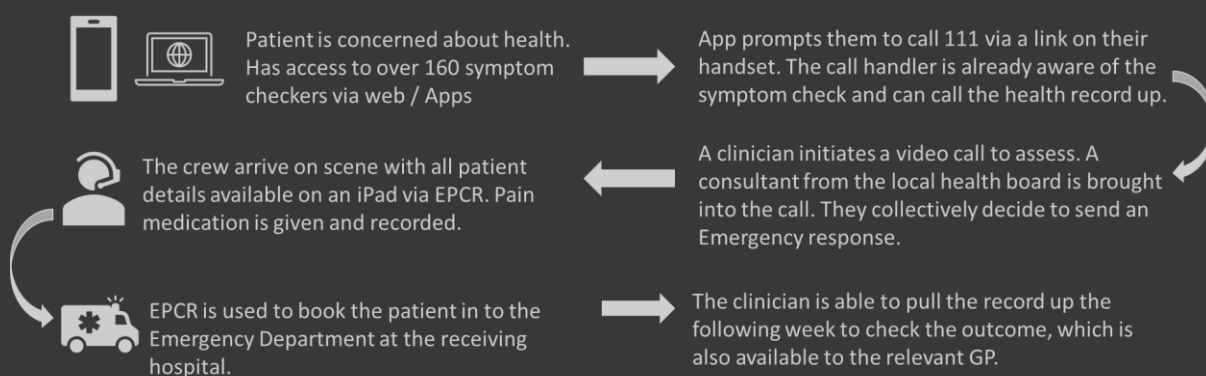 Patient is concerned about health.
Has access to over 160 symptom
checkers via web / Apps
App prompts them to call 111 via a link on their
handset. The call handler is already aware of the
symptom check and can call the health record up.
A clinician initiates a video call to assess. A
consultant from the local health board is brought
into the call. They collectively decide to send an
Emergency response.
The crew arrive on scene with all patient
details available on an iPad via EPCR. Pain
medication is given and recorded.
EPCR is used to book the patient in to the
Emergency Department at the receiving
hospital.
The clinician is able to pull the record up the
following week to check the outcome, which is
also available to the relevant GP.